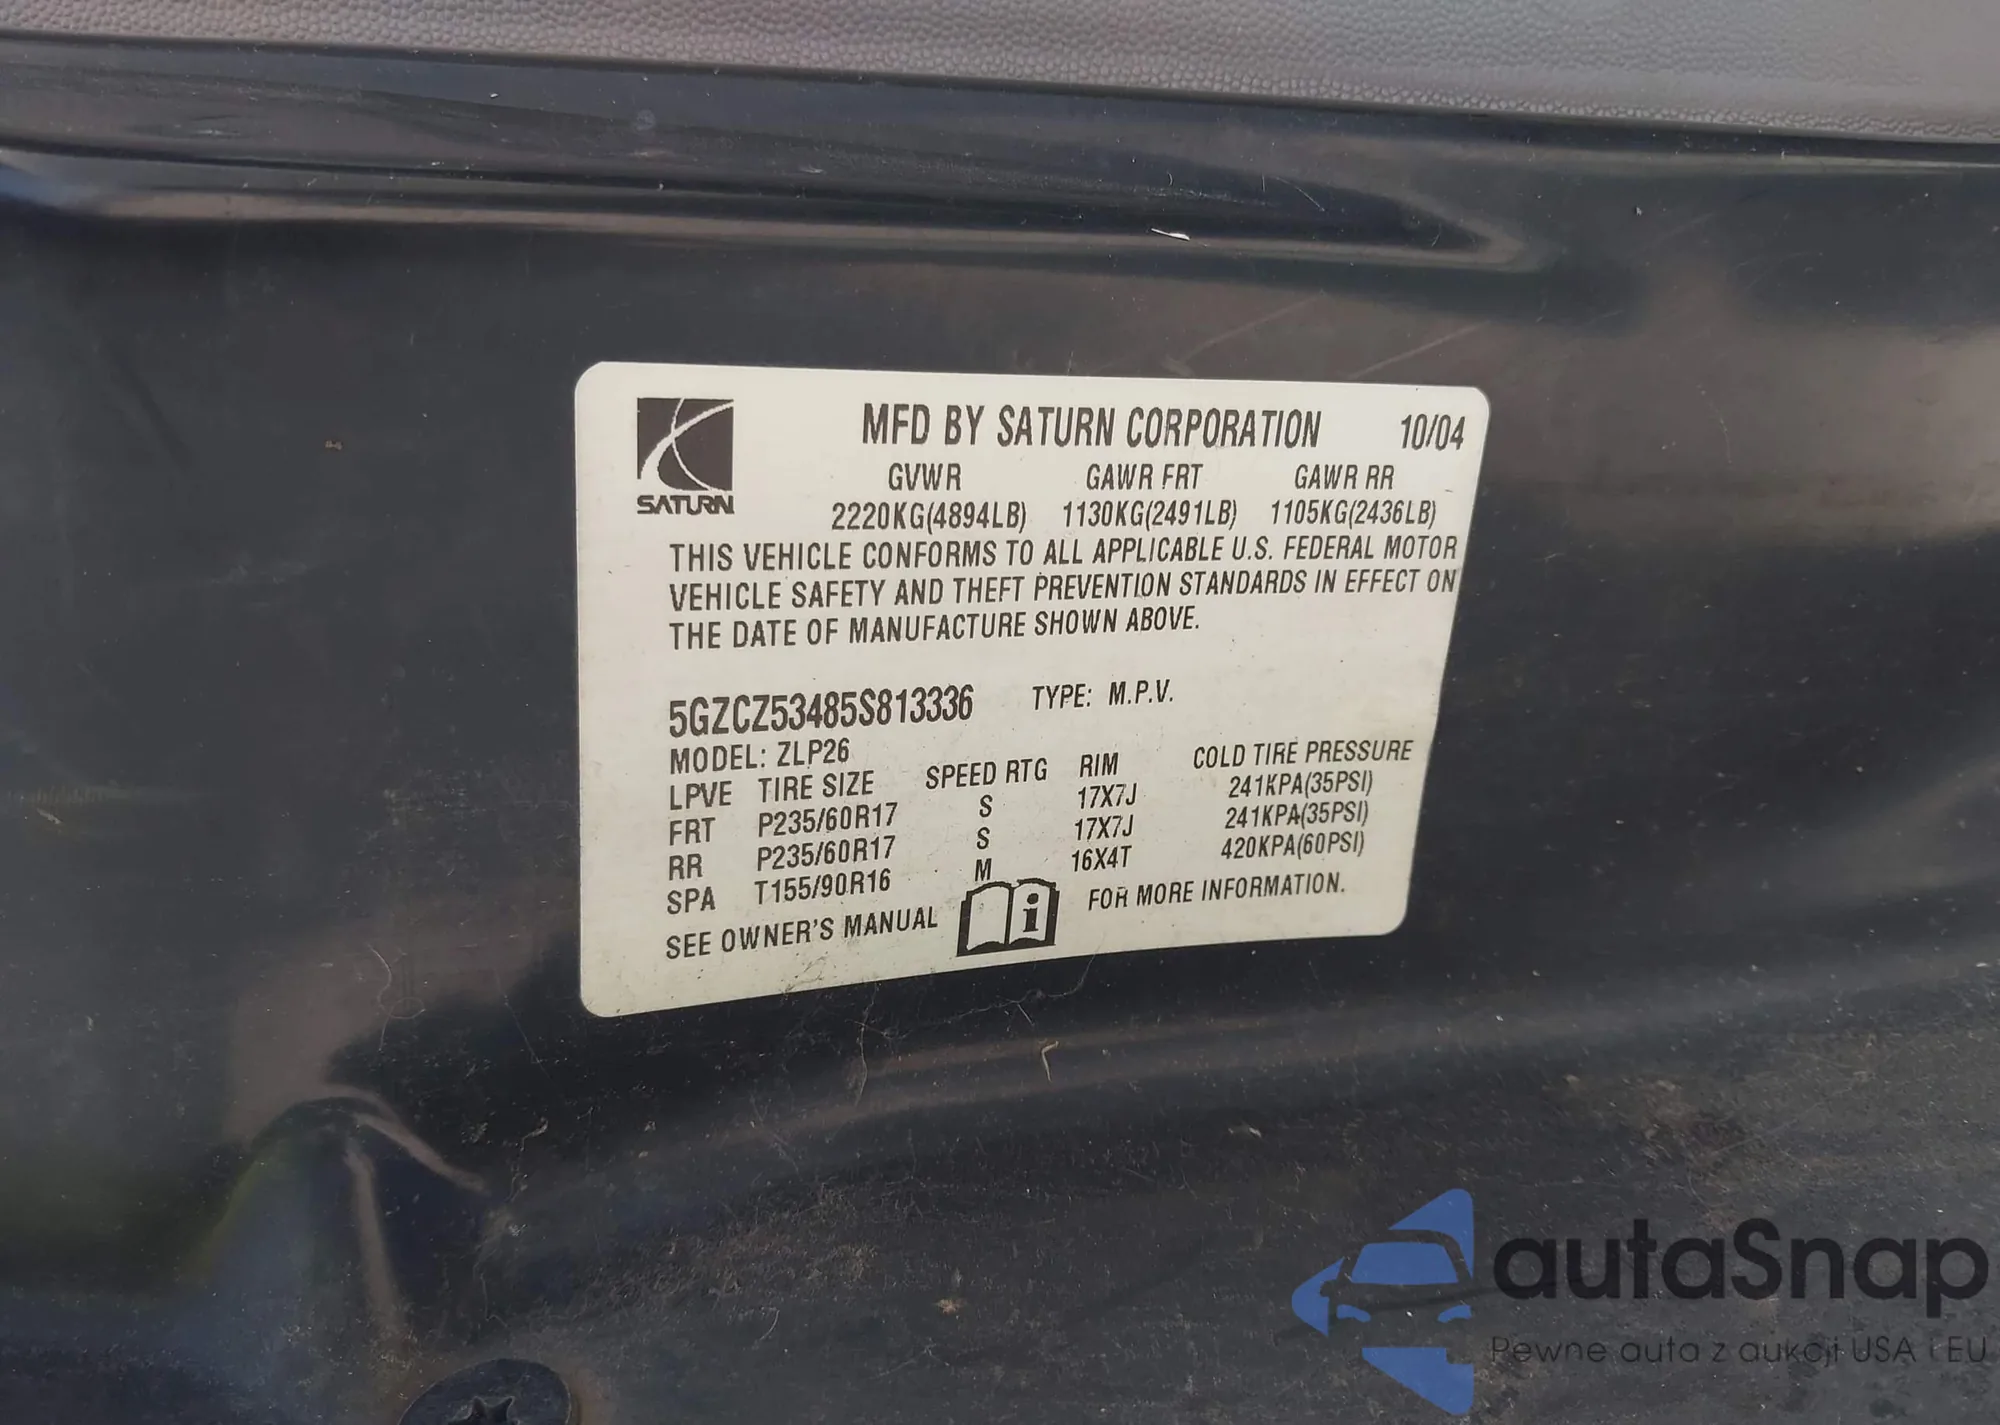 MFD BY SATURN CORPORATION 10/04
SATURN
GVWR GAWR FRT GAWR RR
2220KG(4894LB) 1130KG(2491LB) 1105KG(2436LB)
THIS VEHICLE CONFORMS TO ALL APPLICABLE U.S. FEDERAL MOTOR
VEHICLE SAFETY AND THEFT PREVENTION STANDARDS IN EFFECT ON
THE DATE OF MANUFACTURE SHOWN ABOVE.
5GZCZ53485S813336 TYPE: M.P.V.
MODEL: ZLP26
LPVE TIRE SIZE SPEED RTG RIM COLD TIRE PRESSURE
FRT P235/60R17 S 17X7J 241KPA(35PSI)
RR P235/60R17 S 17X7J 241KPA(35PSI)
SPA T155/90R16 M 16X4T 420KPA(60PSI)
SEE OWNER'S MANUAL i FOR MORE INFORMATION.
autaSnap
Pewne auta z aukcji USA i EU